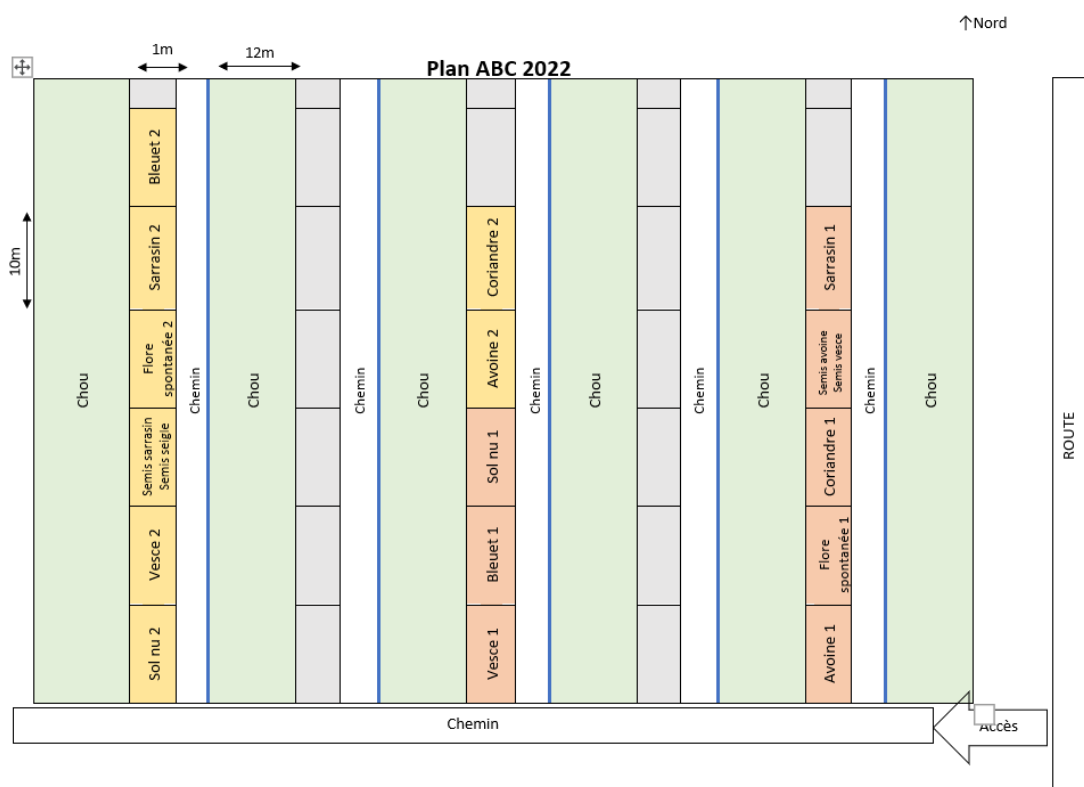 ↑Nord
1m
12m
Plan ABC 2022
10m
Chou
Bleuet 2
Sarrasin 2
Flore
spontanée 2
Semis sarrasin
Semis seigle
Vesce 2
Sol nu 2
Chemin
Chou
Chemin
Chou
Coriandre 2
Avoine 2
Sol nu 1
Bleuet 1
Vesce 1
Chemin
Chou
Chemin
Chou
Sarrasin 1
Semis avoine
Semis vesce
Coriandre 1
Flore
spontanée 1
Avoine 1
Chemin
Chou
ROUTE
Chemin
Accès